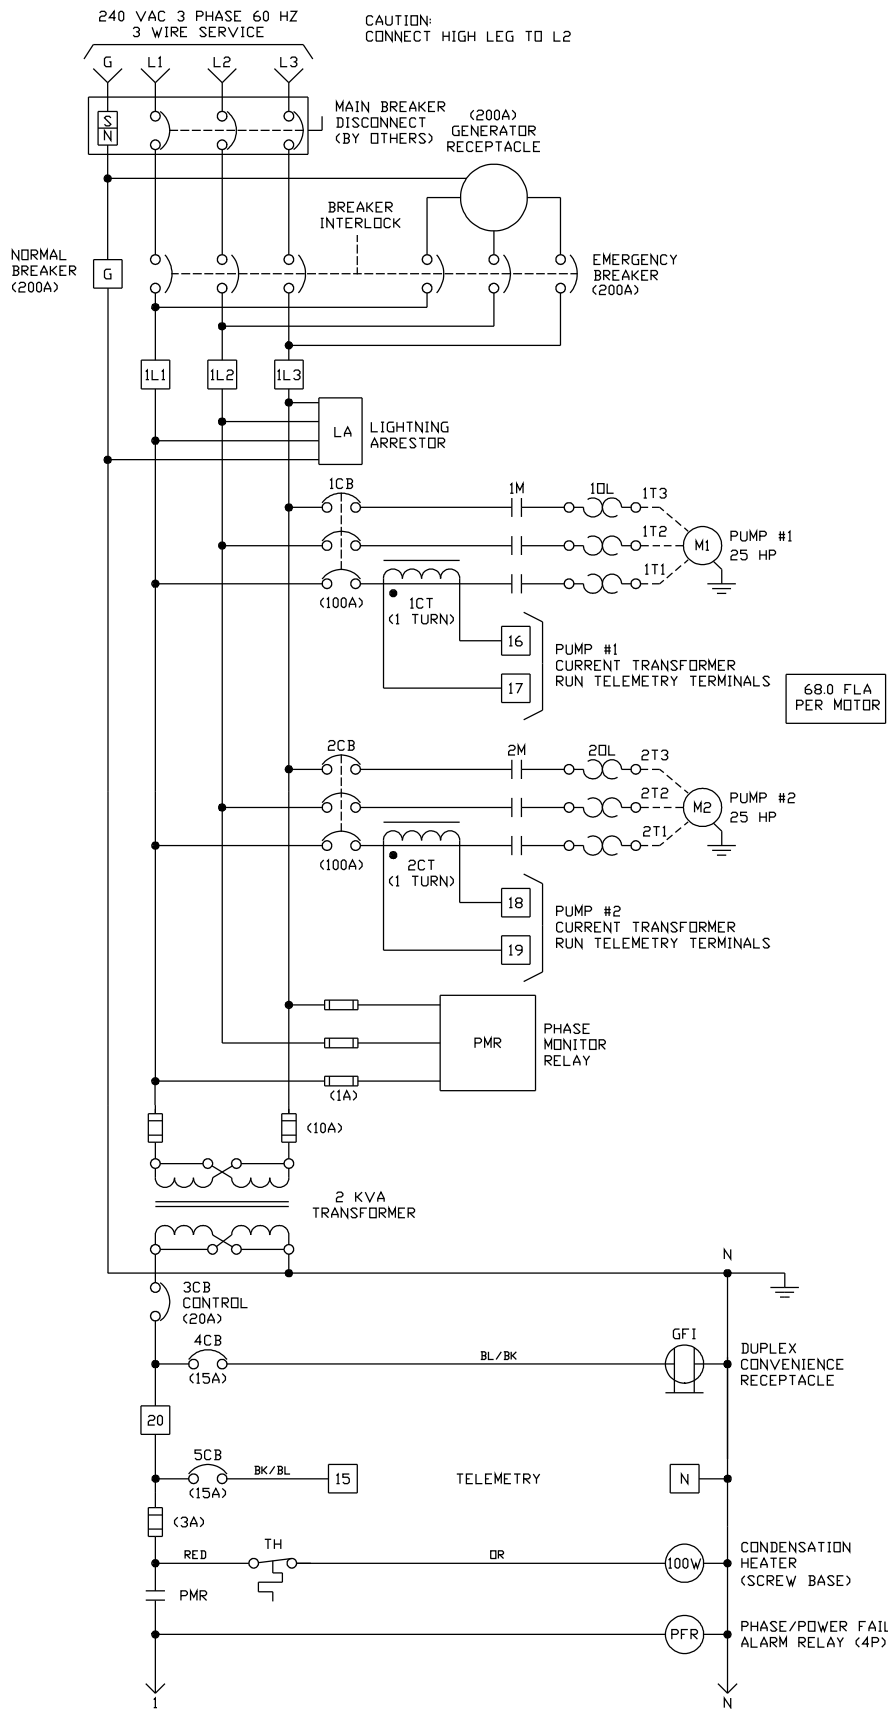 240 VAC 3 PHASE 60 HZ
3 WIRE SERVICE
CAUTION:
CONNECT HIGH LEG TO L2
G L1 L2 L3
S
N
MAIN BREAKER
DISCONNECT
(BY OTHERS)
(200A)
GENERATOR
RECEPTACLE
BREAKER
INTERLOCK
NORMAL
BREAKER
(200A)
G
EMERGENCY
BREAKER
(200A)
1L1 1L2 1L3
LA
LIGHTNING
ARRESTOR
1CB
1M
1OL
1T3
1T2
1T1
M1
PUMP #1
25 HP
(100A)
1CT
(1 TURN)
16
17
PUMP #1
CURRENT TRANSFORMER
RUN TELEMETRY TERMINALS
68.0 FLA
PER MOTOR
2CB
2M
2OL
2T3
2T2
2T1
M2
PUMP #2
25 HP
(100A)
2CT
(1 TURN)
18
19
PUMP #2
CURRENT TRANSFORMER
RUN TELEMETRY TERMINALS
PMR
PHASE
MONITOR
RELAY
(1A)
(10A)
2 KVA
TRANSFORMER
N
3CB
CONTROL
(20A)
4CB
(15A)
BL/BK
GFI
DUPLEX
CONVENIENCE
RECEPTACLE
20
5CB
(15A)
BK/BL
15
TELEMETRY
N
(3A)
RED
TH
OR
100W
CONDENSATION
HEATER
(SCREW BASE)
PMR
PFR
PHASE/POWER FAIL
ALARM RELAY (4P)
1
N